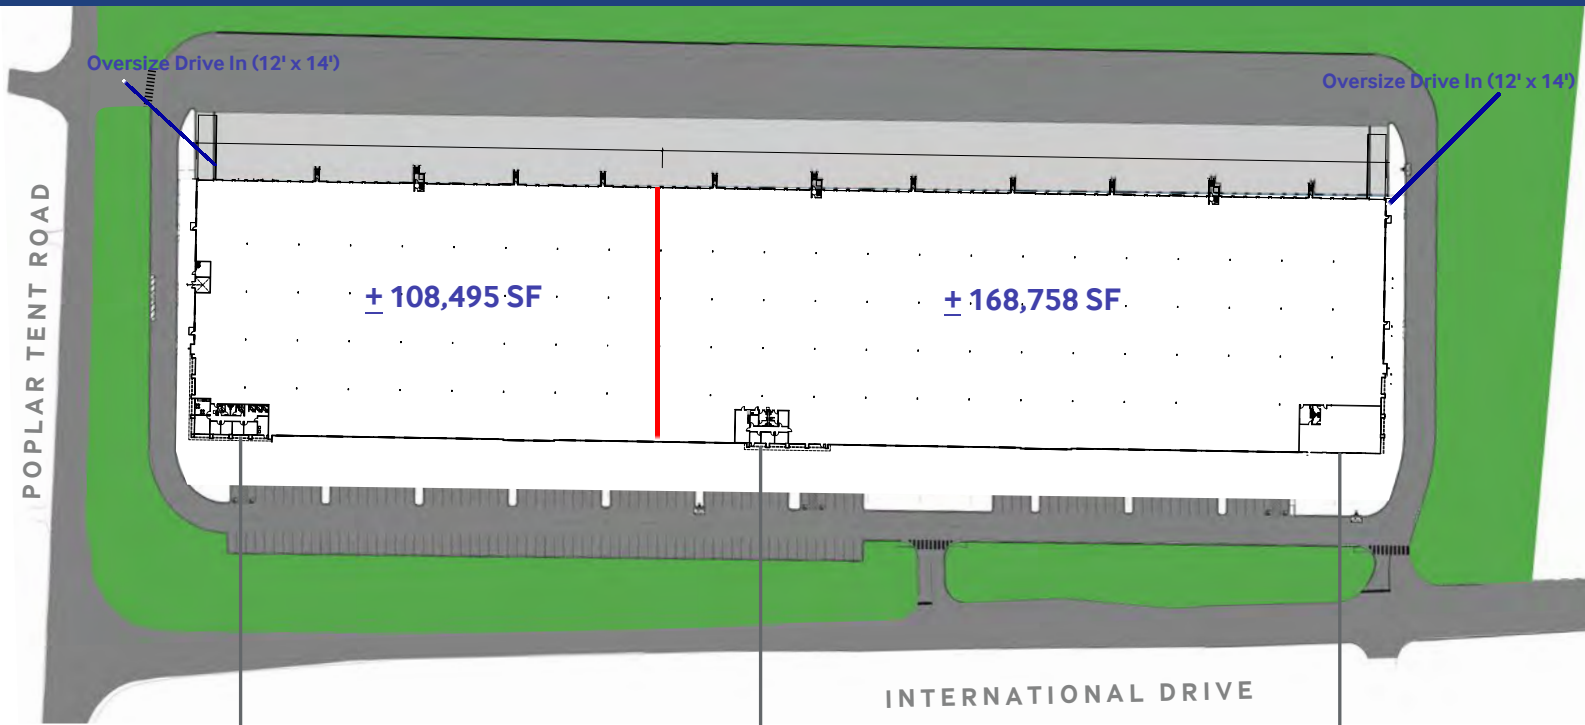 Oversize Drive In (12' x 14')
Oversize Drive In (12' x 14')
POPLAR TENT ROAD
± 108,495 SF
± 168,758 SF
INTERNATIONAL DRIVE